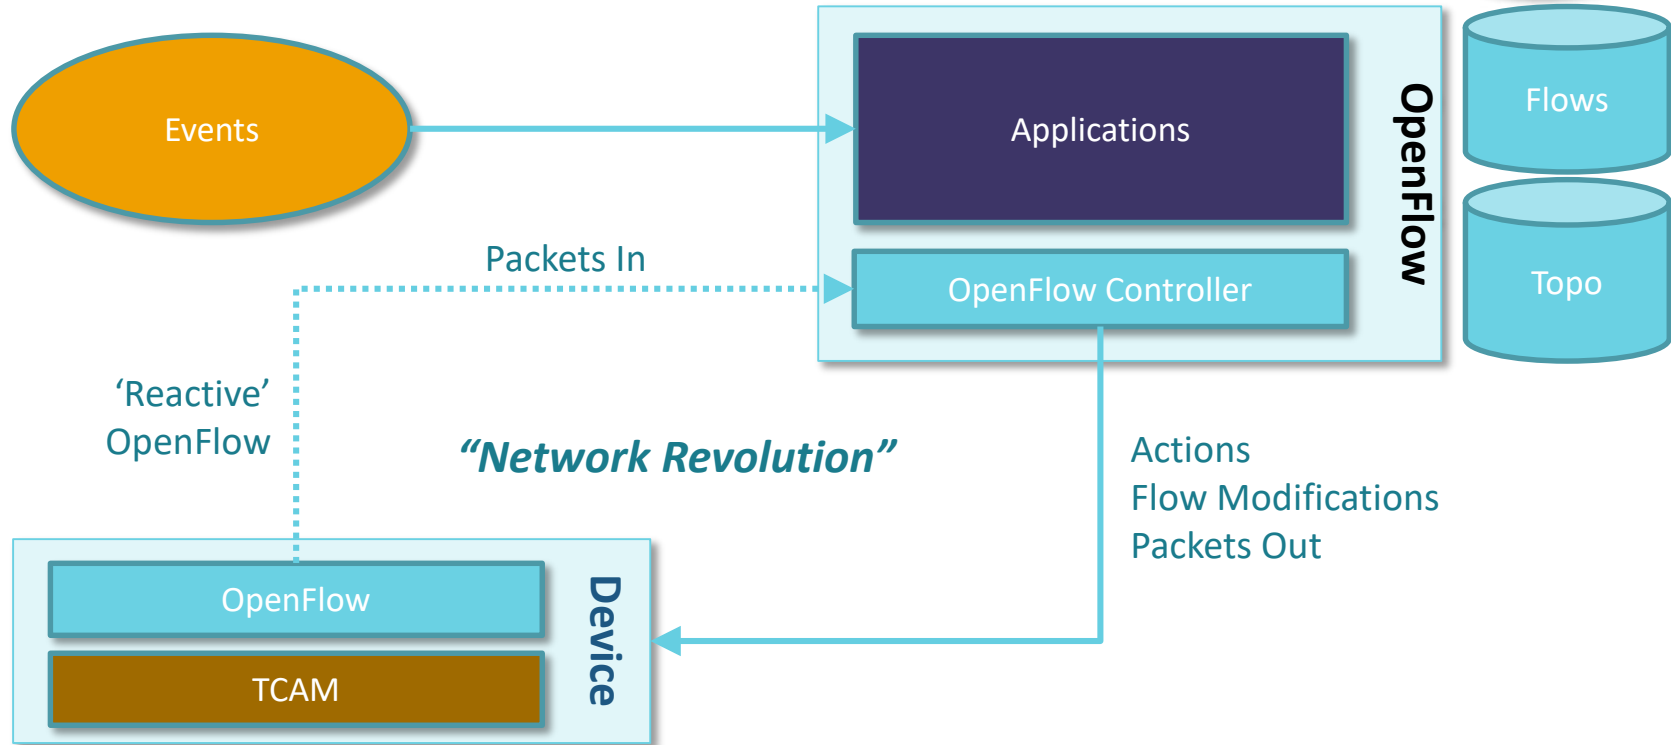 Events
Applications
OpenFlow
Flows
Packets In
OpenFlow Controller
Topo
‘Reactive’
OpenFlow
“Network Revolution”
Actions
Flow Modifications
Packets Out
OpenFlow
Device
TCAM